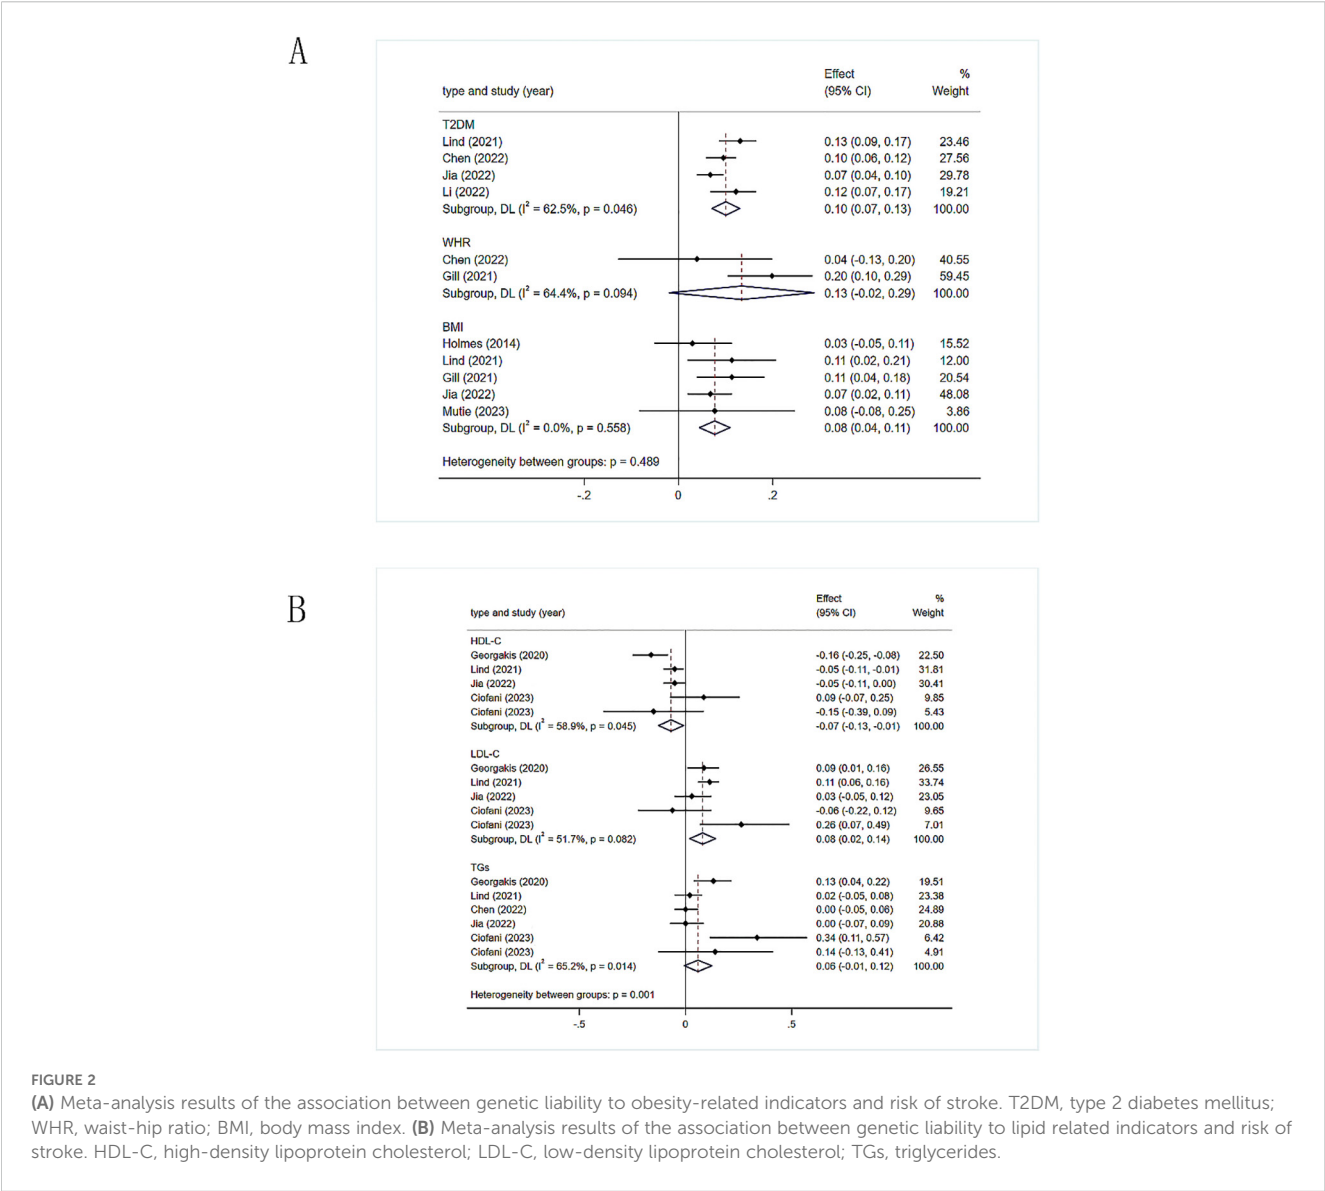 A
Effect %
type and study (year) (95% CI) Weight
T2DM
Lind (2021) 0.13 (0.09, 0.17) 23.46
Chen (2022) 0.10 (0.06, 0.12) 27.56
Jia (2022) 0.07 (0.04, 0.10) 29.78
Li (2022) 0.12 (0.07, 0.17) 19.21
Subgroup, DL (I² = 62.5%, p = 0.046) 0.10 (0.07, 0.13) 100.00
WHR
Chen (2022) 0.04 (-0.13, 0.20) 40.55
Gill (2021) 0.20 (0.10, 0.29) 59.45
Subgroup, DL (I² = 64.4%, p = 0.094) 0.13 (-0.02, 0.29) 100.00
BMI
Holmes (2014) 0.03 (-0.05, 0.11) 15.52
Lind (2021) 0.11 (0.02, 0.21) 12.00
Gill (2021) 0.11 (0.04, 0.18) 20.54
Jia (2022) 0.07 (0.02, 0.11) 48.08
Mutie (2023) 0.08 (-0.08, 0.25) 3.86
Subgroup, DL (I² = 0.0%, p = 0.558) 0.08 (0.04, 0.11) 100.00
Heterogeneity between groups: p = 0.489
-.2 0 .2
B
Effect %
type and study (year) (95% CI) Weight
HDL-C
Georgakis (2020) -0.16 (-0.25, -0.08) 22.50
Lind (2021) -0.05 (-0.11, -0.01) 31.81
Jia (2022) -0.05 (-0.11, 0.00) 30.41
Ciofani (2023) 0.09 (-0.07, 0.25) 9.85
Ciofani (2023) -0.15 (-0.39, 0.09) 5.43
Subgroup, DL (I² = 58.9%, p = 0.045) -0.07 (-0.13, -0.01) 100.00
LDL-C
Georgakis (2020) 0.09 (0.01, 0.16) 26.55
Lind (2021) 0.11 (0.06, 0.16) 33.74
Jia (2022) 0.03 (-0.05, 0.12) 23.05
Ciofani (2023) -0.06 (-0.22, 0.12) 9.65
Ciofani (2023) 0.26 (0.07, 0.49) 7.01
Subgroup, DL (I² = 51.7%, p = 0.082) 0.08 (0.02, 0.14) 100.00
TGs
Georgakis (2020) 0.13 (0.04, 0.22) 19.51
Lind (2021) 0.02 (-0.05, 0.08) 23.38
Chen (2022) 0.00 (-0.05, 0.06) 24.89
Jia (2022) 0.00 (-0.07, 0.09) 20.88
Ciofani (2023) 0.34 (0.11, 0.57) 6.42
Ciofani (2023) 0.14 (-0.13, 0.41) 4.91
Subgroup, DL (I² = 65.2%, p = 0.014) 0.06 (-0.01, 0.12) 100.00
Heterogeneity between groups: p = 0.001
-.5 0 .5
FIGURE 2
(A) Meta-analysis results of the association between genetic liability to obesity-related indicators and risk of stroke. T2DM, type 2 diabetes mellitus;
WHR, waist-hip ratio; BMI, body mass index. (B) Meta-analysis results of the association between genetic liability to lipid related indicators and risk of
stroke. HDL-C, high-density lipoprotein cholesterol; LDL-C, low-density lipoprotein cholesterol; TGs, triglycerides.